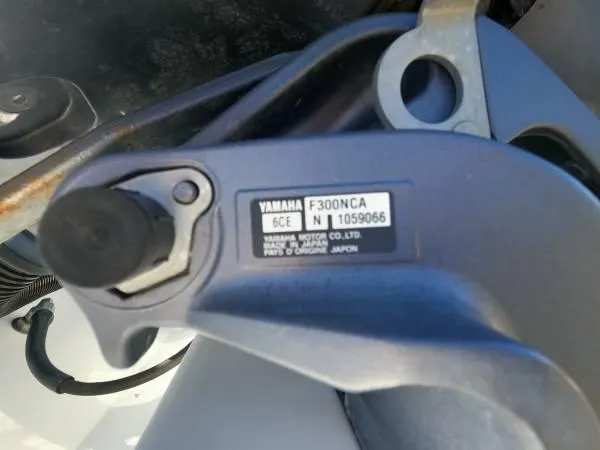 YAMAHA F300NCA
6CE N 1059066
YAMAHA MOTOR CO.,LTD.
MADE IN JAPAN
PAYS D'ORIGINE JAPON